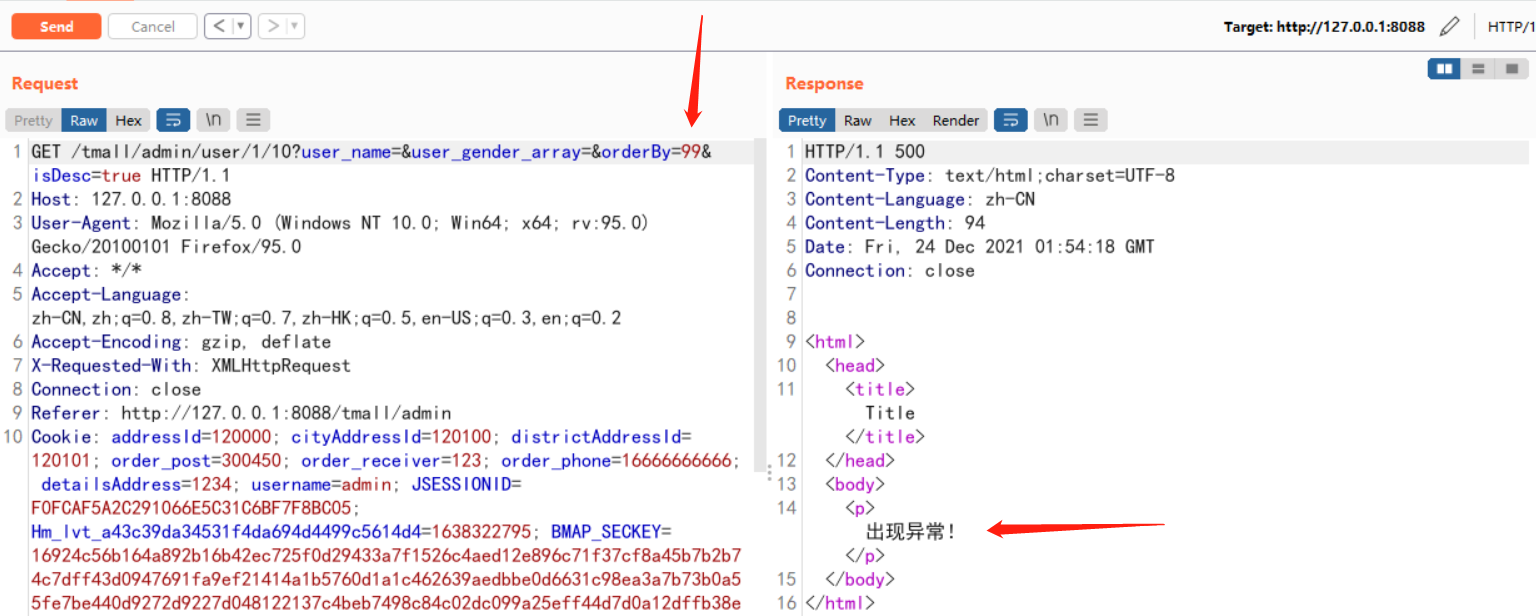 Send Cancel < ▼ > ▼ Target: http://127.0.0.1:8088 HTTP/1
Request
Pretty Raw Hex \n
1 GET /tmall/admin/user/1/10?user_name=&user_gender_array=&orderBy=99&
isDesc=true HTTP/1.1
2 Host: 127.0.0.1:8088
3 User-Agent: Mozilla/5.0 (Windows NT 10.0; Win64; x64; rv:95.0)
Gecko/20100101 Firefox/95.0
4 Accept: */*
5 Accept-Language:
zh-CN,zh;q=0.8,zh-TW;q=0.7,zh-HK;q=0.5,en-US;q=0.3,en;q=0.2
6 Accept-Encoding: gzip, deflate
7 X-Requested-With: XMLHttpRequest
8 Connection: close
9 Referer: http://127.0.0.1:8088/tmall/admin
10 Cookie: addressId=120000; cityAddressId=120100; districtAddressId=
120101; order_post=300450; order_receiver=123; order_phone=16666666666;
detailsAddress=1234; username=admin; JSESSIONID=
F0FCAF5A2C291066E5C31C6BF7F8BC05;
Hm_lvt_a43c39da34531f4da694d4499c5614d4=1638322795; BMAP_SECKEY=
16924c56b164a892b16b42ec725f0d29433a7f1526c4aed12e896c71f37cf8a45b7b2b7
4c7dff43d0947691fa9ef21414a1b5760d1a1c462639aedbbe0d6631c98ea3a7b73b0a5
5fe7be440d9272d9227d048122137c4beb7498c84c02dc099a25eff44d7d0a12dffb38e
Response
Pretty Raw Hex Render \n
1 HTTP/1.1 500
2 Content-Type: text/html;charset=UTF-8
3 Content-Language: zh-CN
4 Content-Length: 94
5 Date: Fri, 24 Dec 2021 01:54:18 GMT
6 Connection: close
7
8
9 <html>
10 <head>
11 <title>
Title
</title>
12 </head>
13 <body>
14 <p>
出现异常!
</p>
15 </body>
16 </html>